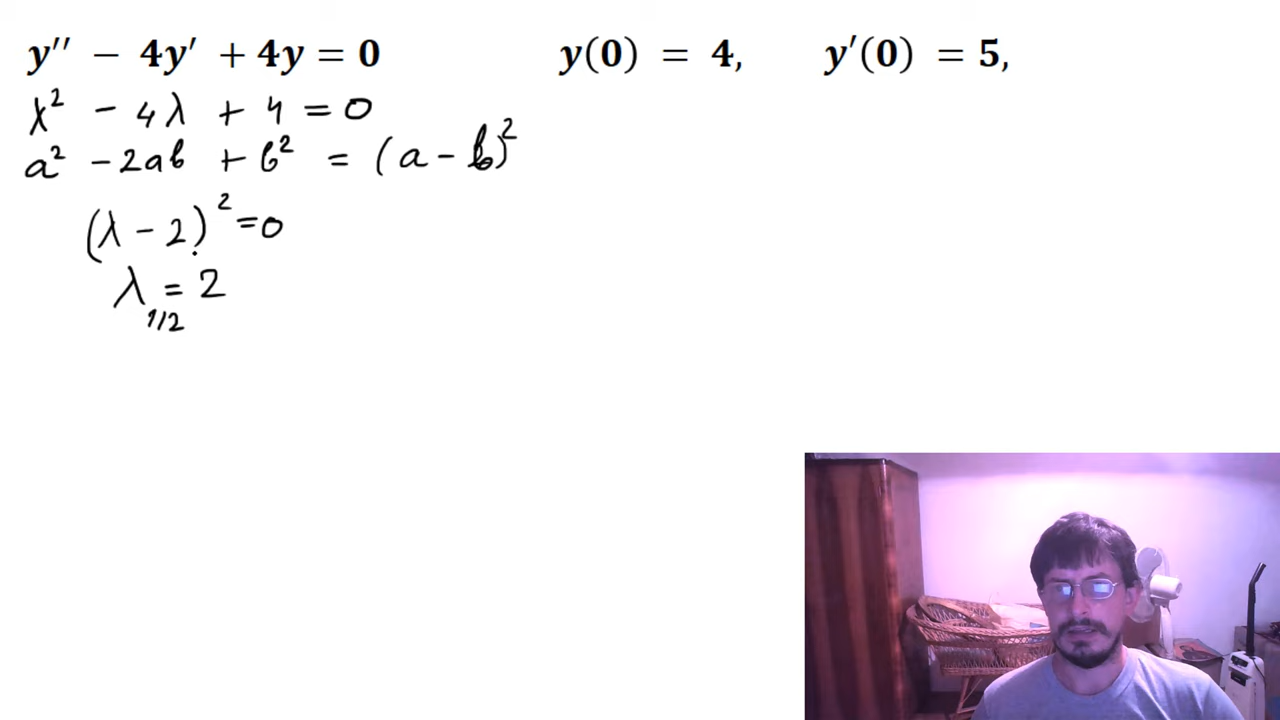 y′′ − 4y′ + 4y = 0 y(0) = 4, y′(0) = 5,
λ² − 4λ + 4 = 0
a² − 2ab + b² = (a − b)²
(λ − 2)² = 0
λ₁/₂ = 2